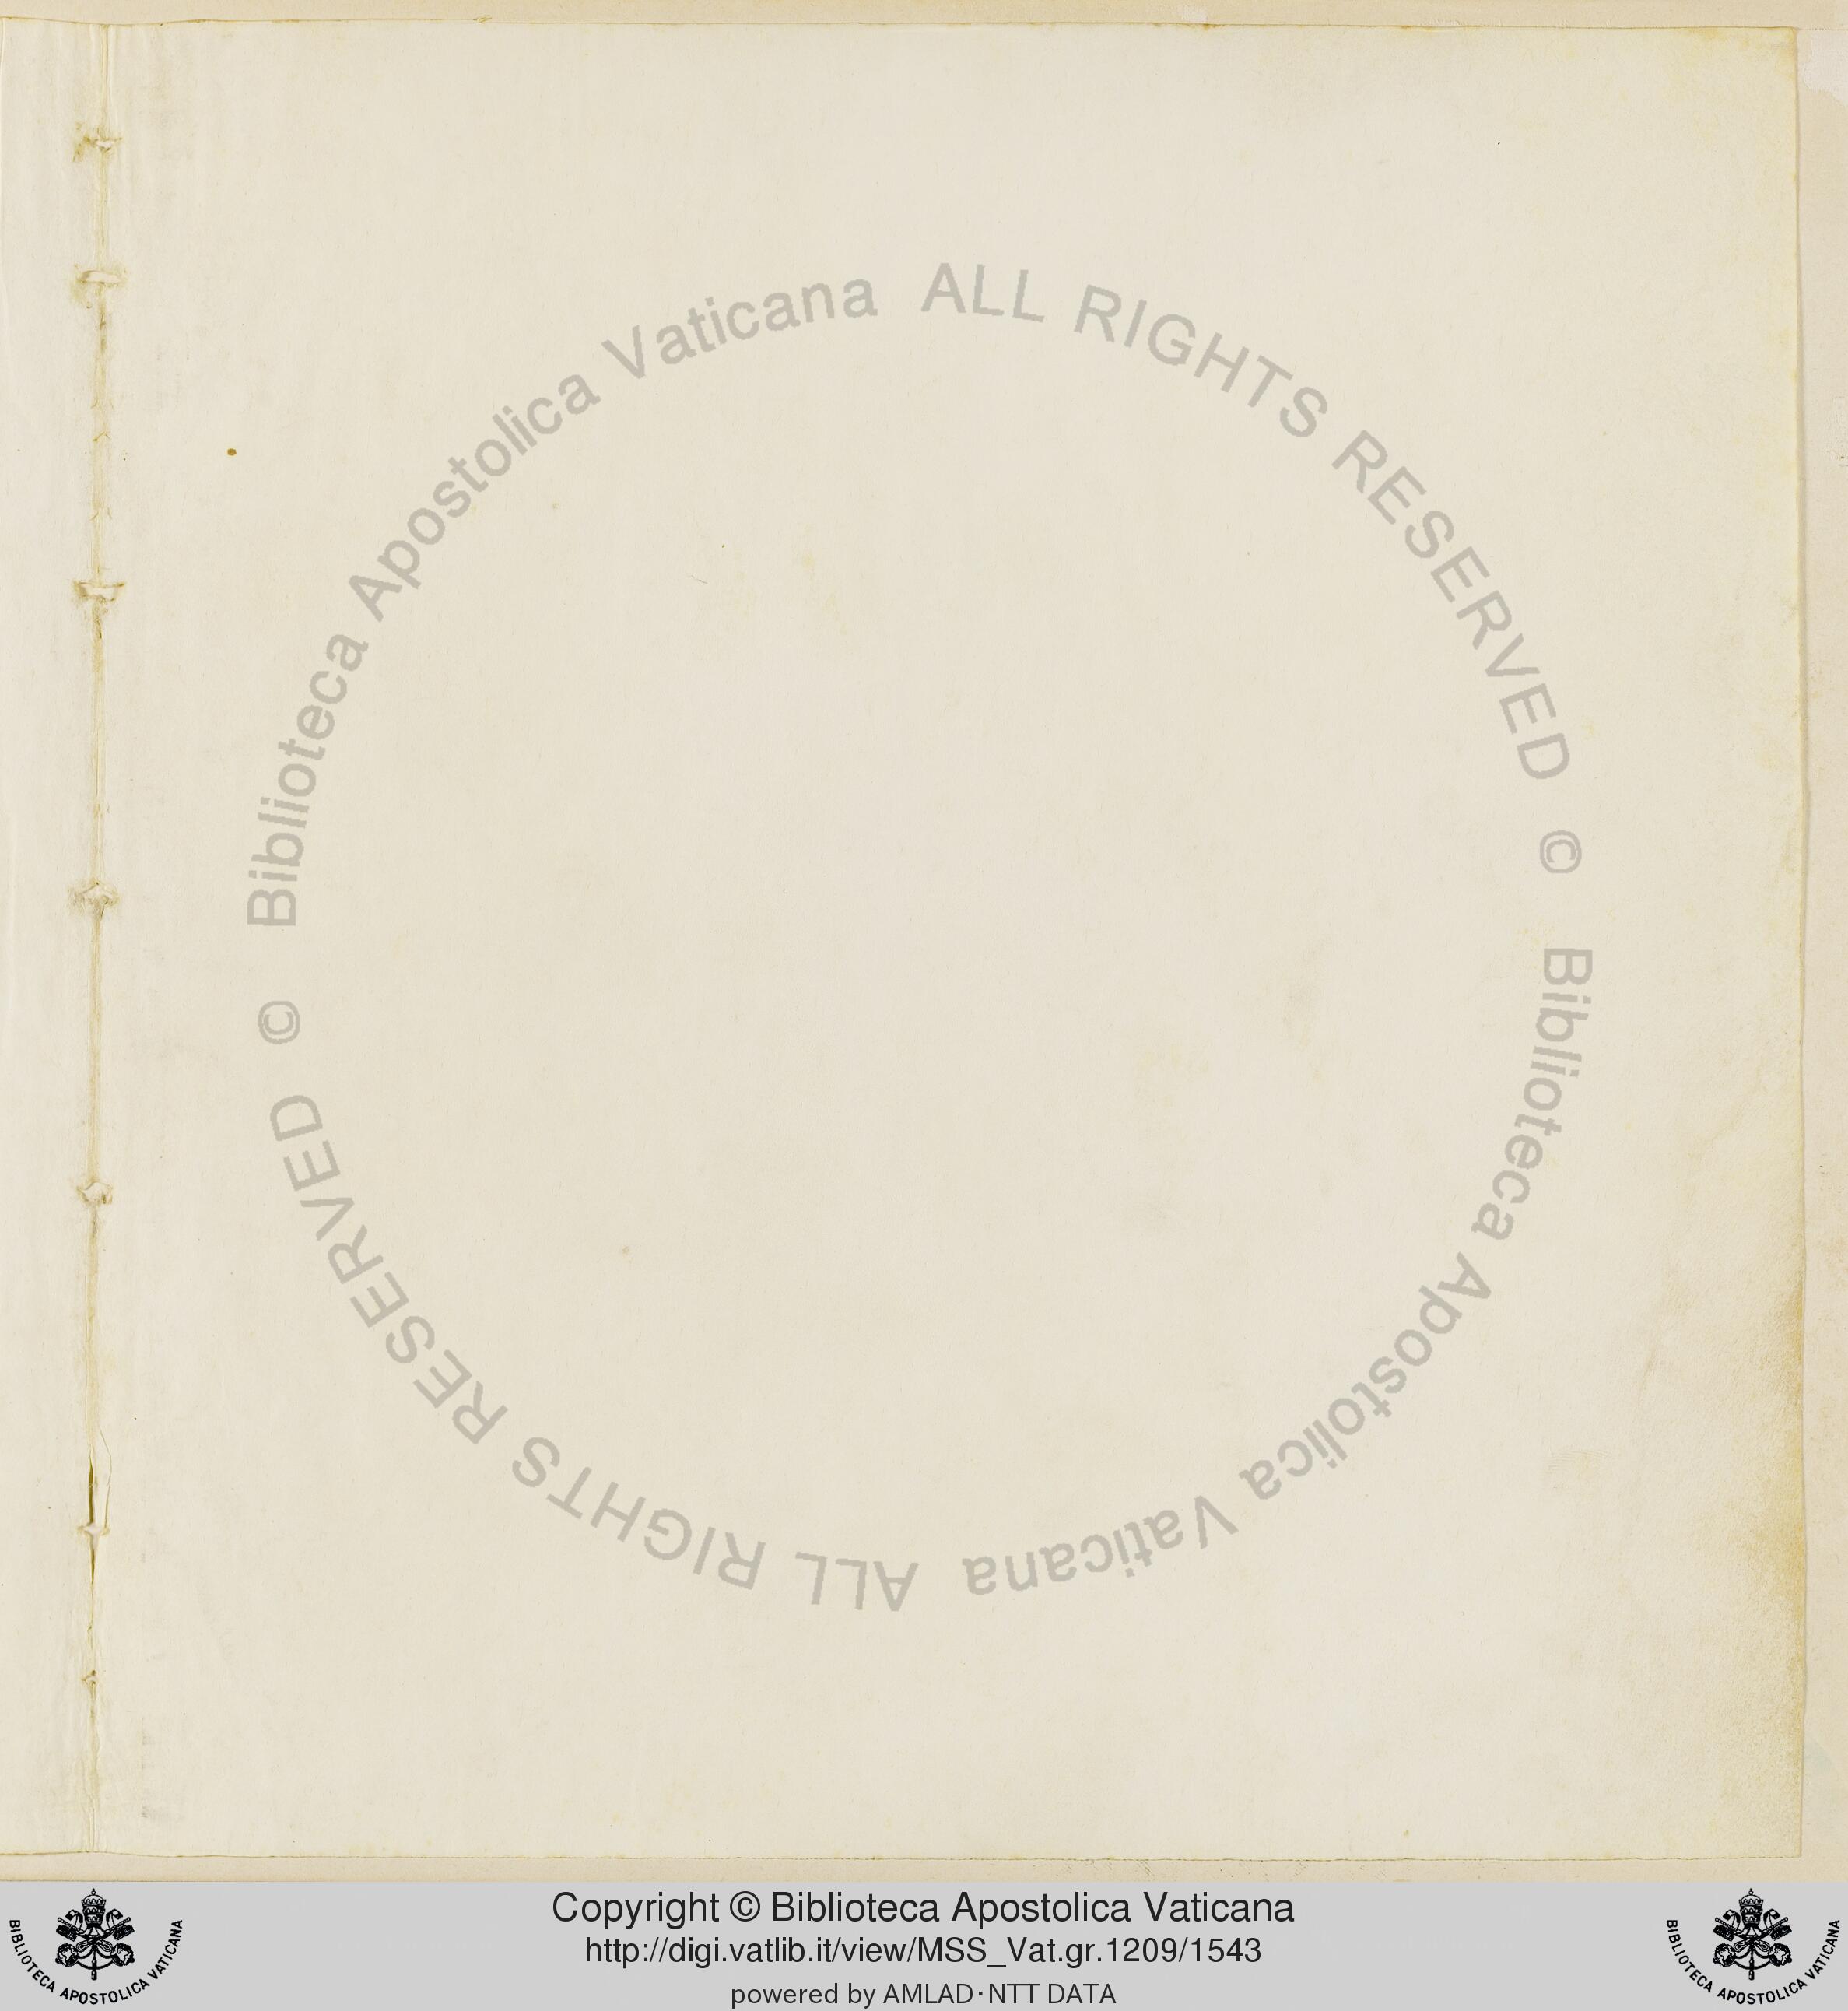 © Biblioteca Apostolica Vaticana ALL RIGHTS RESERVED
© Biblioteca Apostolica Vaticana ALL RIGHTS RESERVED
Copyright © Biblioteca Apostolica Vaticana
http://digi.vatlib.it/view/MSS_Vat.gr.1209/1543
powered by AMLAD·NTT DATA
BIBLIOTECA APOSTOLICA VATICANA
BIBLIOTECA APOSTOLICA VATICANA